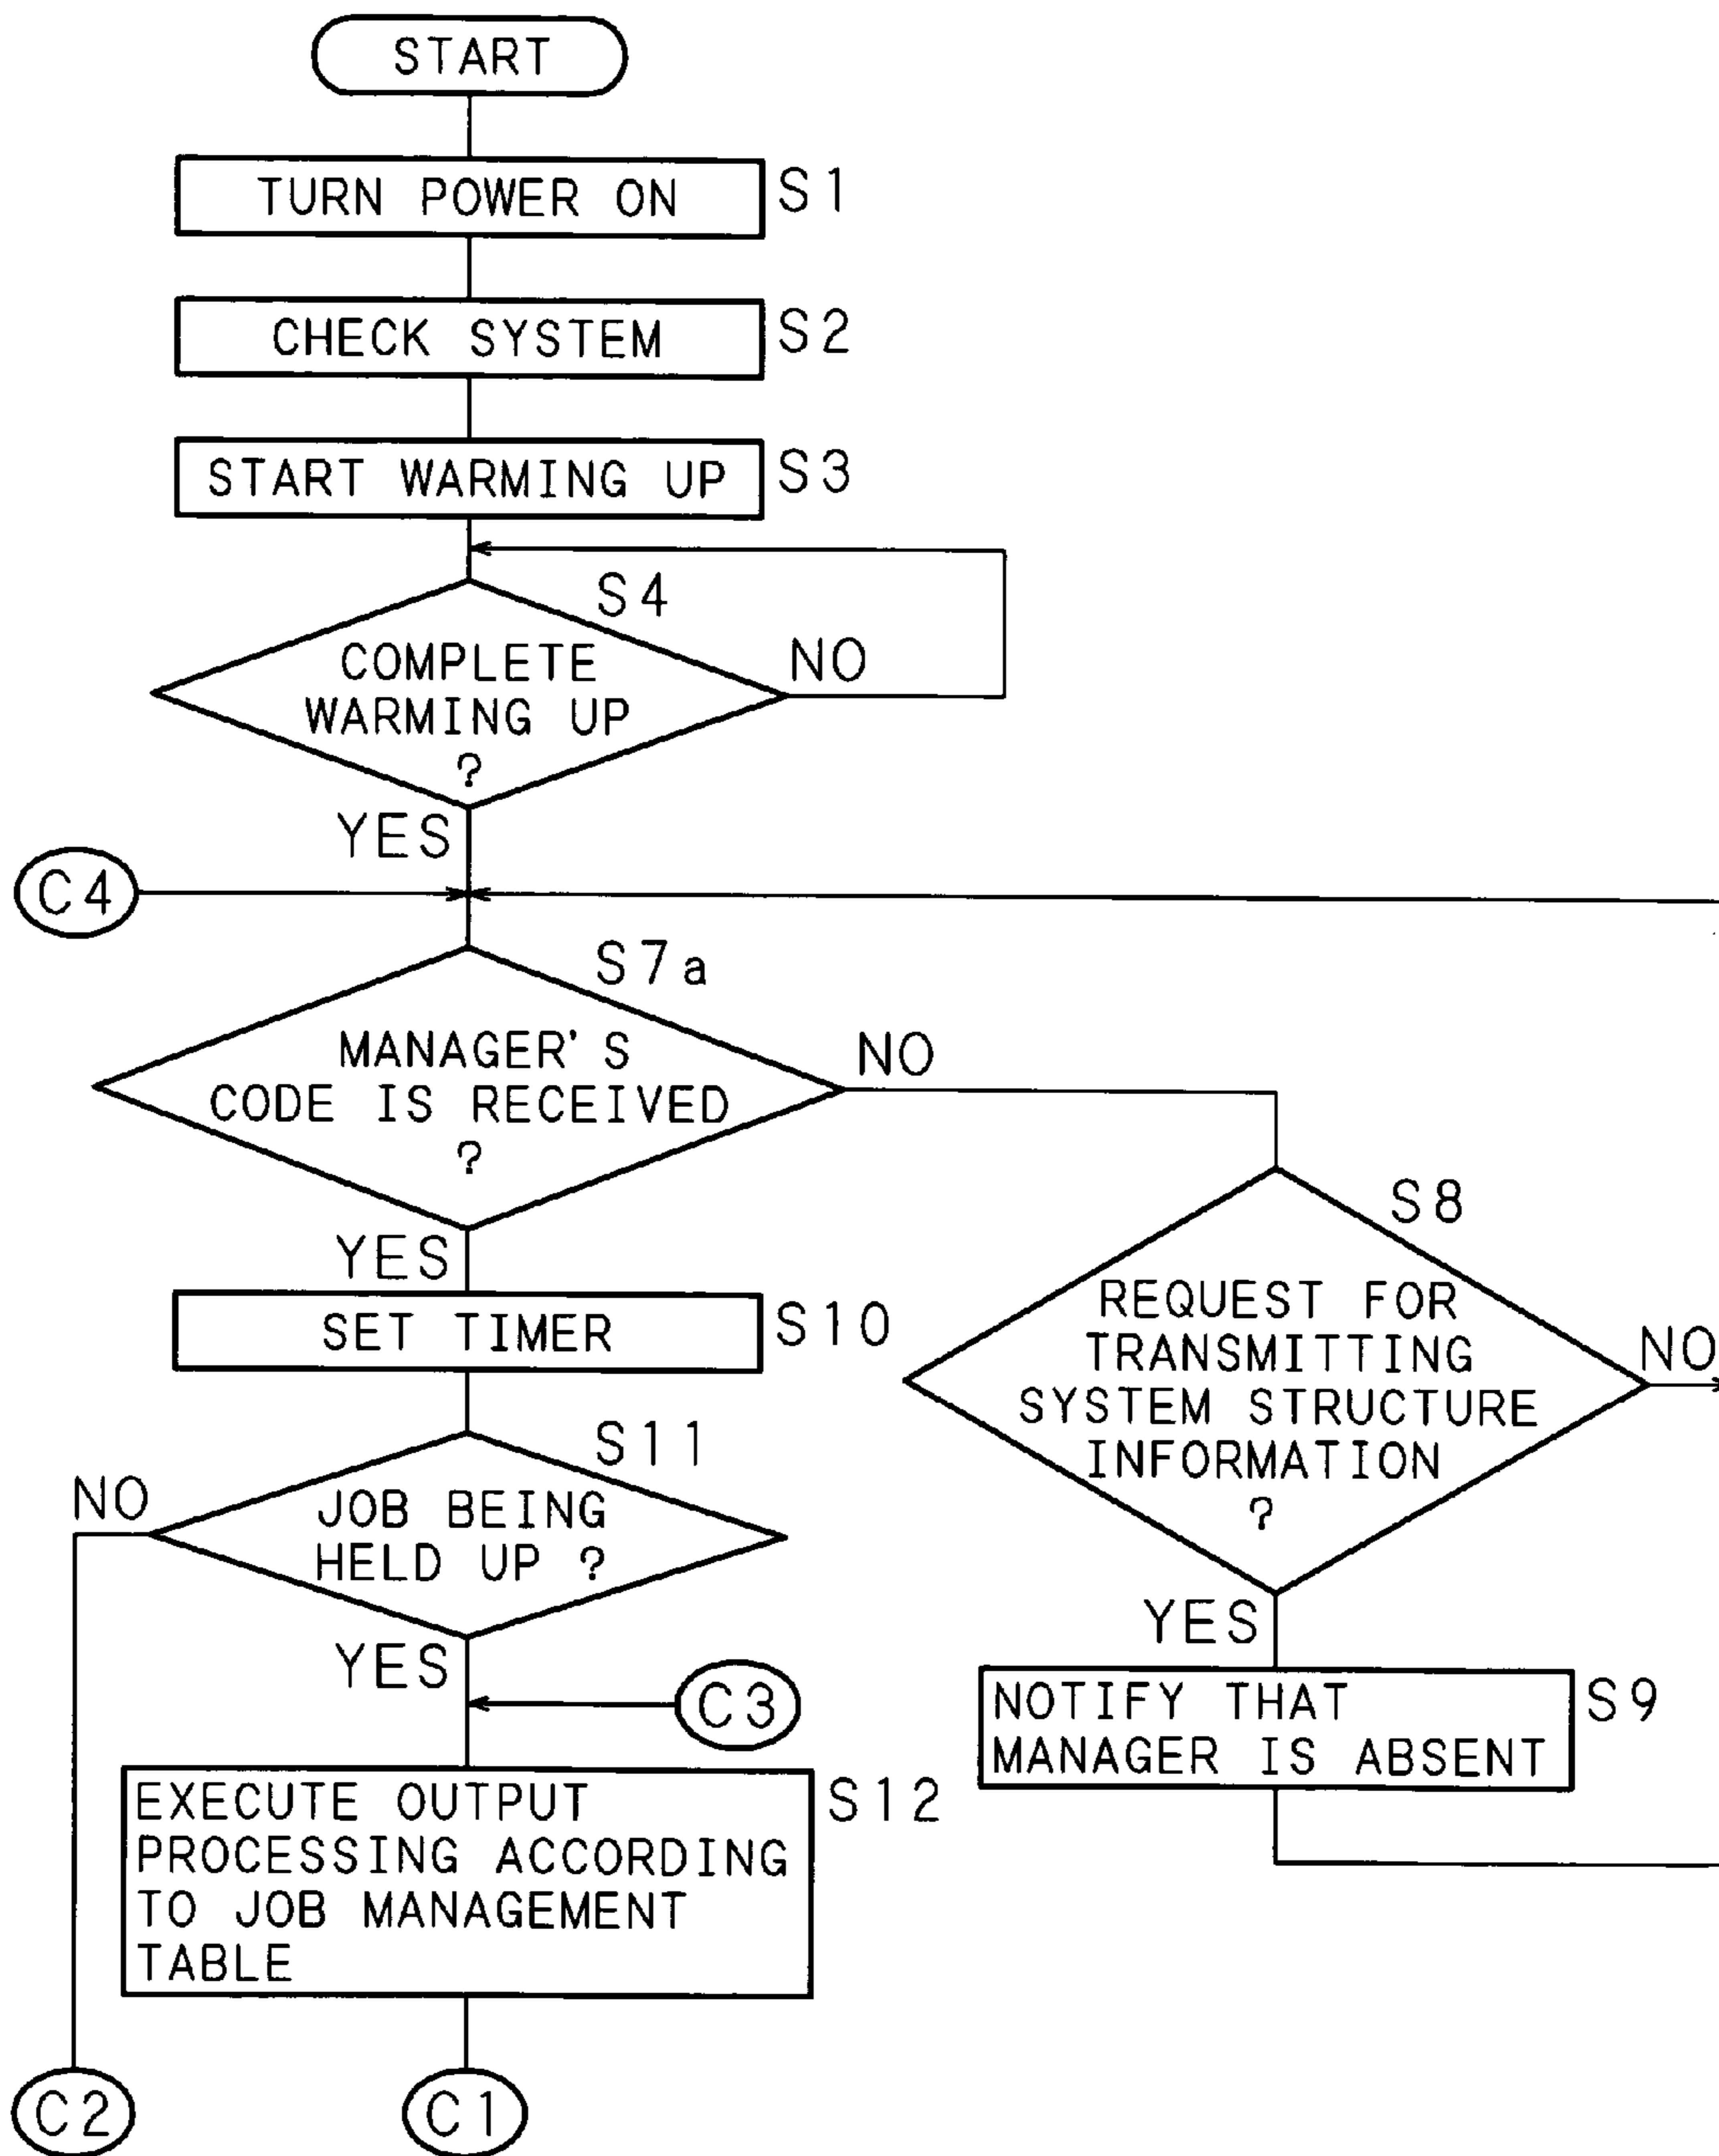 START
TURN POWER ON
S1
CHECK SYSTEM
S2
START WARMING UP
S3
S4
COMPLETE
WARMING UP
?
NO
YES
C4
S7a
MANAGER'S
CODE IS RECEIVED
?
NO
YES
S8
REQUEST FOR
TRANSMITTING
SYSTEM STRUCTURE
INFORMATION
?
NO
YES
SET TIMER
S10
S11
JOB BEING
HELD UP ?
NO
YES
C3
NOTIFY THAT
MANAGER IS ABSENT
S9
EXECUTE OUTPUT
PROCESSING ACCORDING
TO JOB MANAGEMENT
TABLE
S12
C2
C1